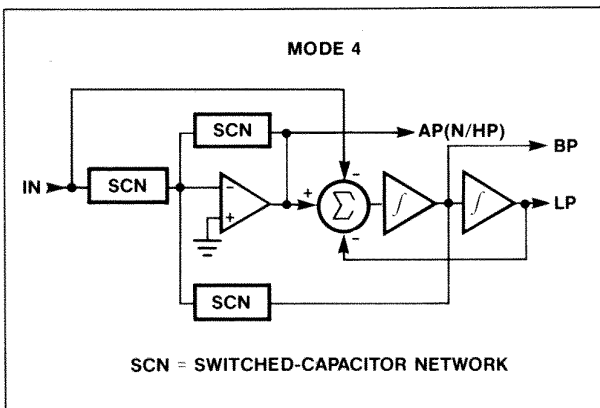 MODE 4
SCN
AP(N/HP)
BP
IN
SCN
-
+
+
-
Σ
∫
∫
LP
-
SCN
SCN = SWITCHED-CAPACITOR NETWORK